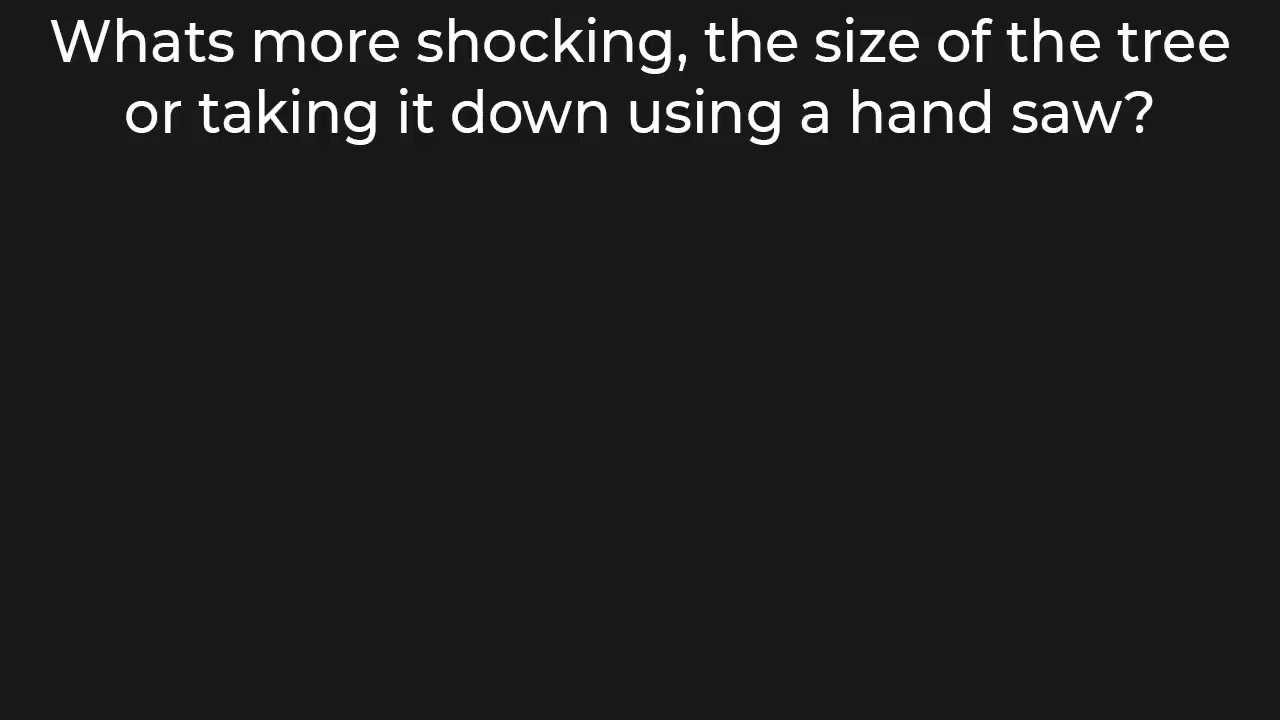 Whats more shocking, the size of the tree
or taking it down using a hand saw?